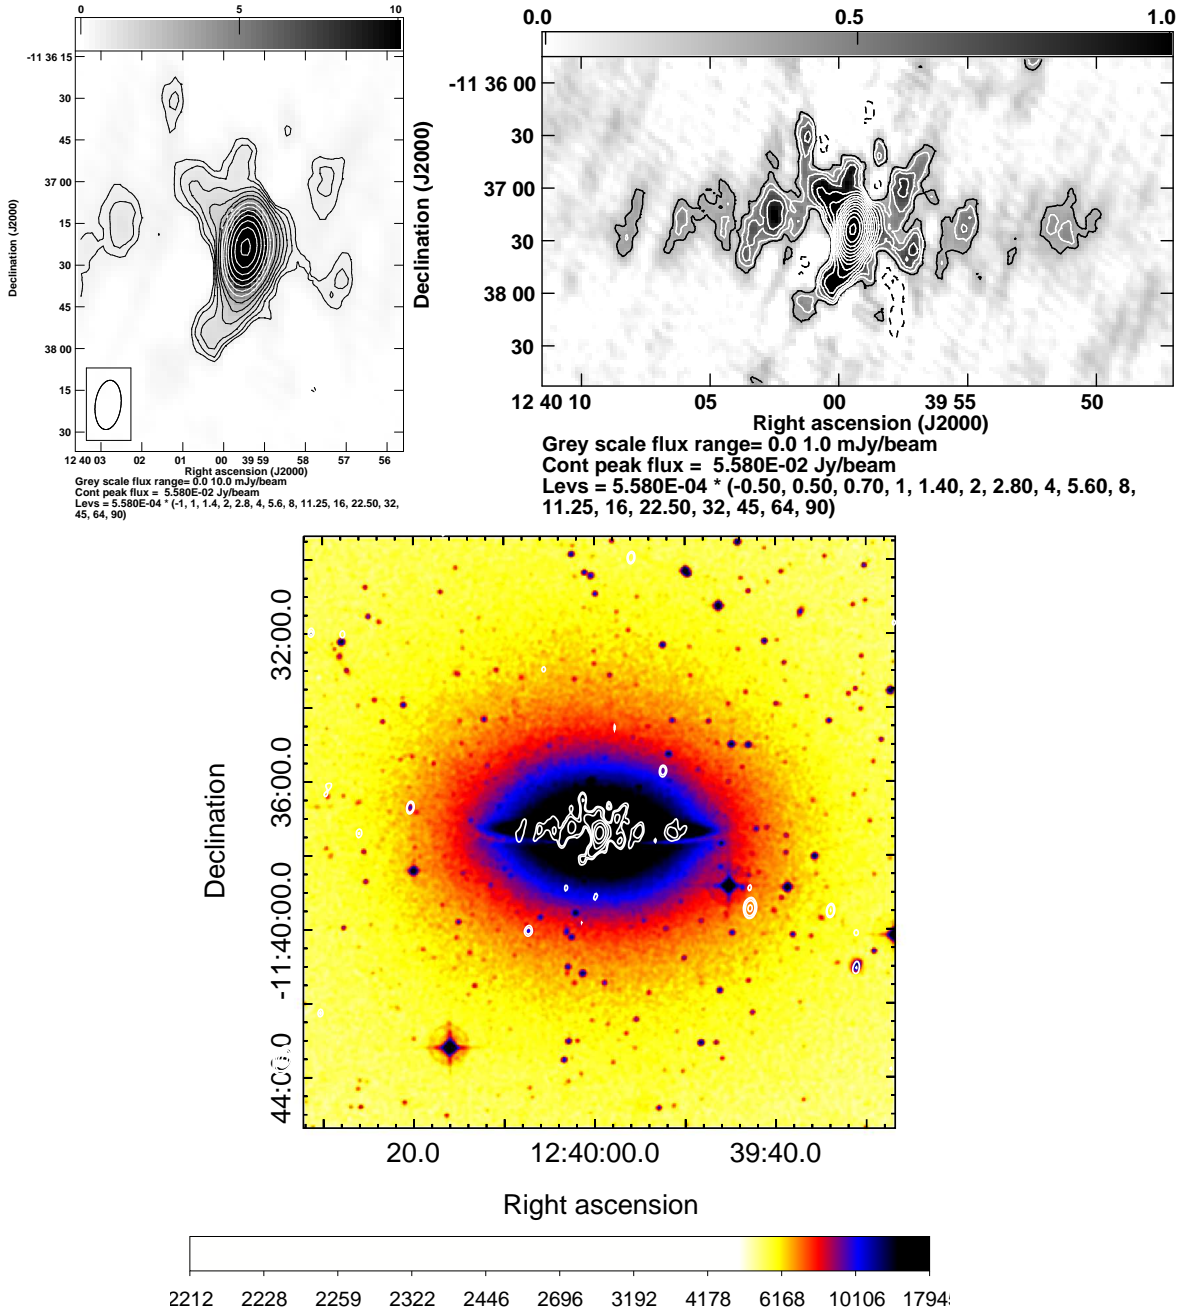 0 5 10
-11 36 15
30
45
37 00
15
30
45
38 00
15
30
Declination (J2000)
12 40 03 02 01 00 39 59 58 57 56
Right ascension (J2000)
Grey scale flux range= 0.0 10.0 mJy/beam
Cont peak flux = 5.580E-02 Jy/beam
Levs = 5.580E-04 * (-1, 1, 1.4, 2, 2.8, 4, 5.6, 8, 11.25, 16, 22.50, 32,
45, 64, 90)
0.0 0.5 1.0
-11 36 00
30
37 00
30
38 00
30
Declination (J2000)
12 40 10 05 00 39 55 50
Right ascension (J2000)
Grey scale flux range= 0.0 1.0 mJy/beam
Cont peak flux = 5.580E-02 Jy/beam
Levs = 5.580E-04 * (-0.50, 0.50, 0.70, 1, 1.40, 2, 2.80, 4, 5.60, 8,
11.25, 16, 22.50, 32, 45, 64, 90)
32:00.0
36:00.0
-11:40:00.0
44:00.0
Declination
20.0 12:40:00.0 39:40.0
Right ascension
2212 2228 2259 2322 2446 2696 3192 4178 6168 10106 1794